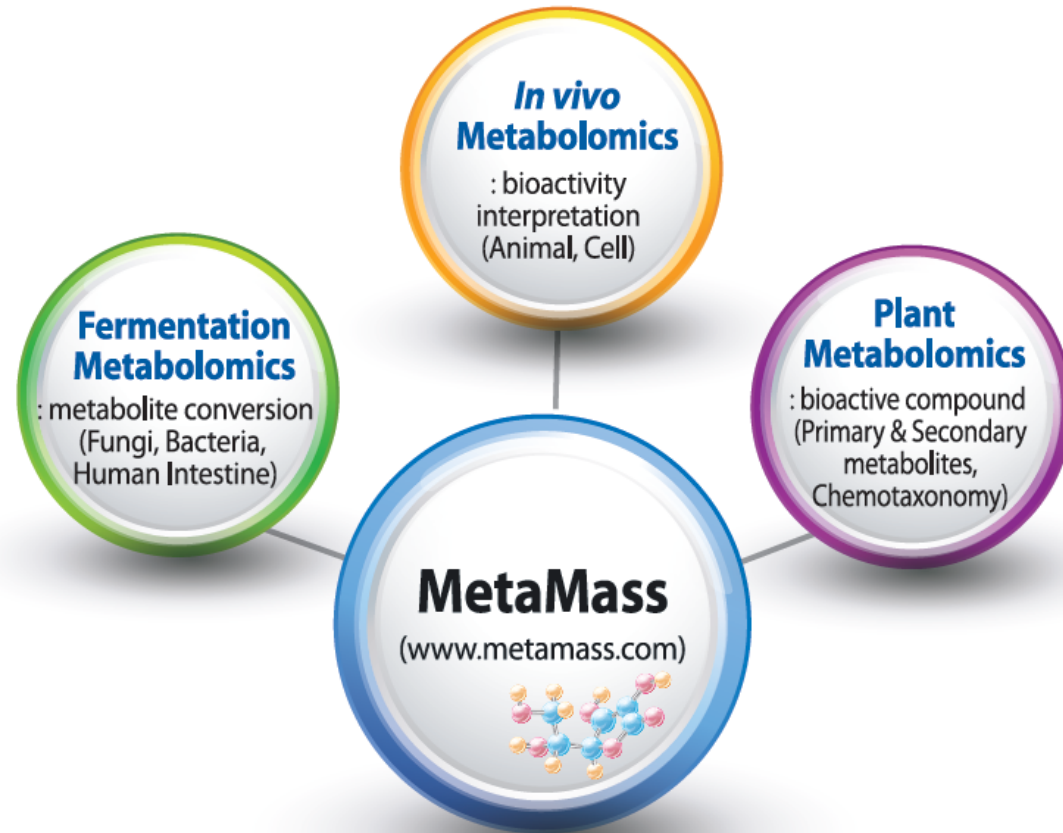 In vivo
Metabolomics
: bioactivity
interpretation
(Animal, Cell)
Fermentation
Metabolomics
: metabolite conversion
(Fungi, Bacteria,
Human Intestine)
Plant
Metabolomics
: bioactive compound
(Primary & Secondary
metabolites,
Chemotaxonomy)
MetaMass
(www.metamass.com)